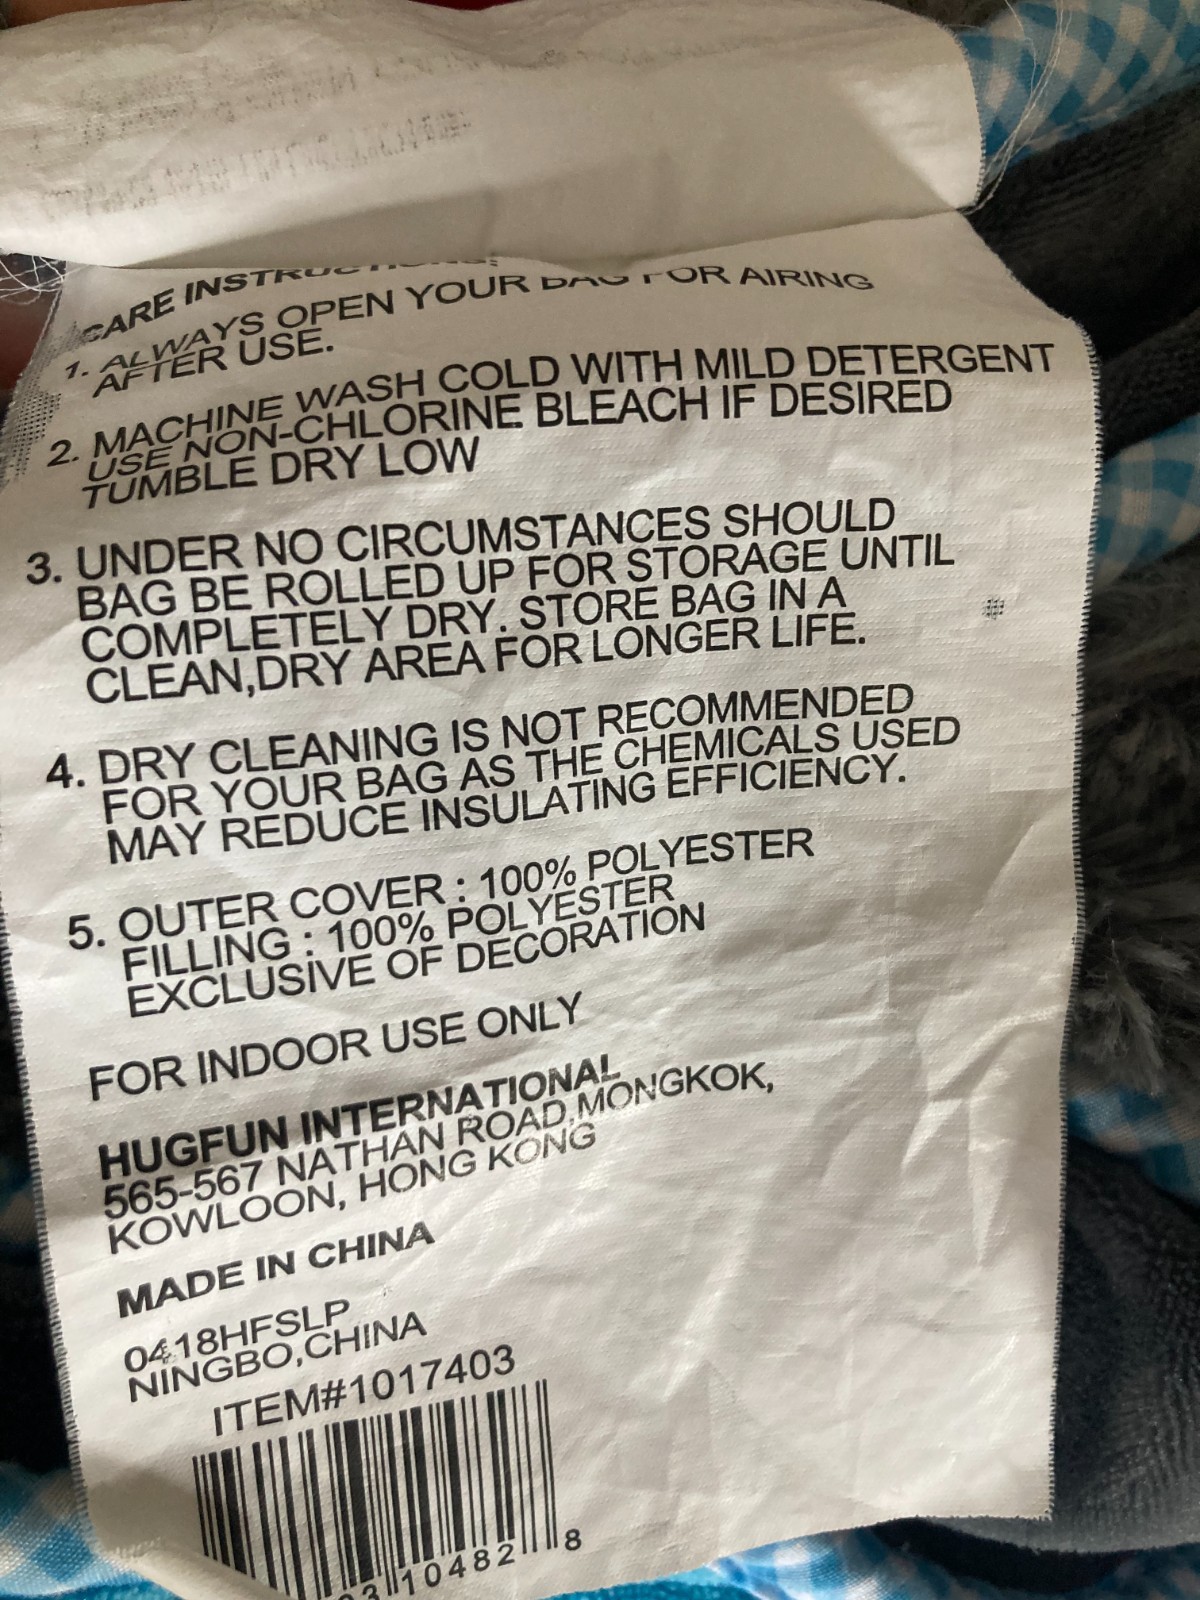 CARE INSTRUCTIONS:
1. ALWAYS OPEN YOUR BAG FOR AIRING
AFTER USE.
2. MACHINE WASH COLD WITH MILD DETERGENT
USE NON-CHLORINE BLEACH IF DESIRED
TUMBLE DRY LOW
3. UNDER NO CIRCUMSTANCES SHOULD
BAG BE ROLLED UP FOR STORAGE UNTIL
COMPLETELY DRY. STORE BAG IN A
CLEAN,DRY AREA FOR LONGER LIFE.
4. DRY CLEANING IS NOT RECOMMENDED
FOR YOUR BAG AS THE CHEMICALS USED
MAY REDUCE INSULATING EFFICIENCY.
5. OUTER COVER : 100% POLYESTER
FILLING : 100% POLYESTER
EXCLUSIVE OF DECORATION
FOR INDOOR USE ONLY
HUGFUN INTERNATIONAL
565-567 NATHAN ROAD,MONGKOK,
KOWLOON, HONG KONG
MADE IN CHINA
0418HFSLP
NINGBO,CHINA
ITEM#1017403
3 10482 8